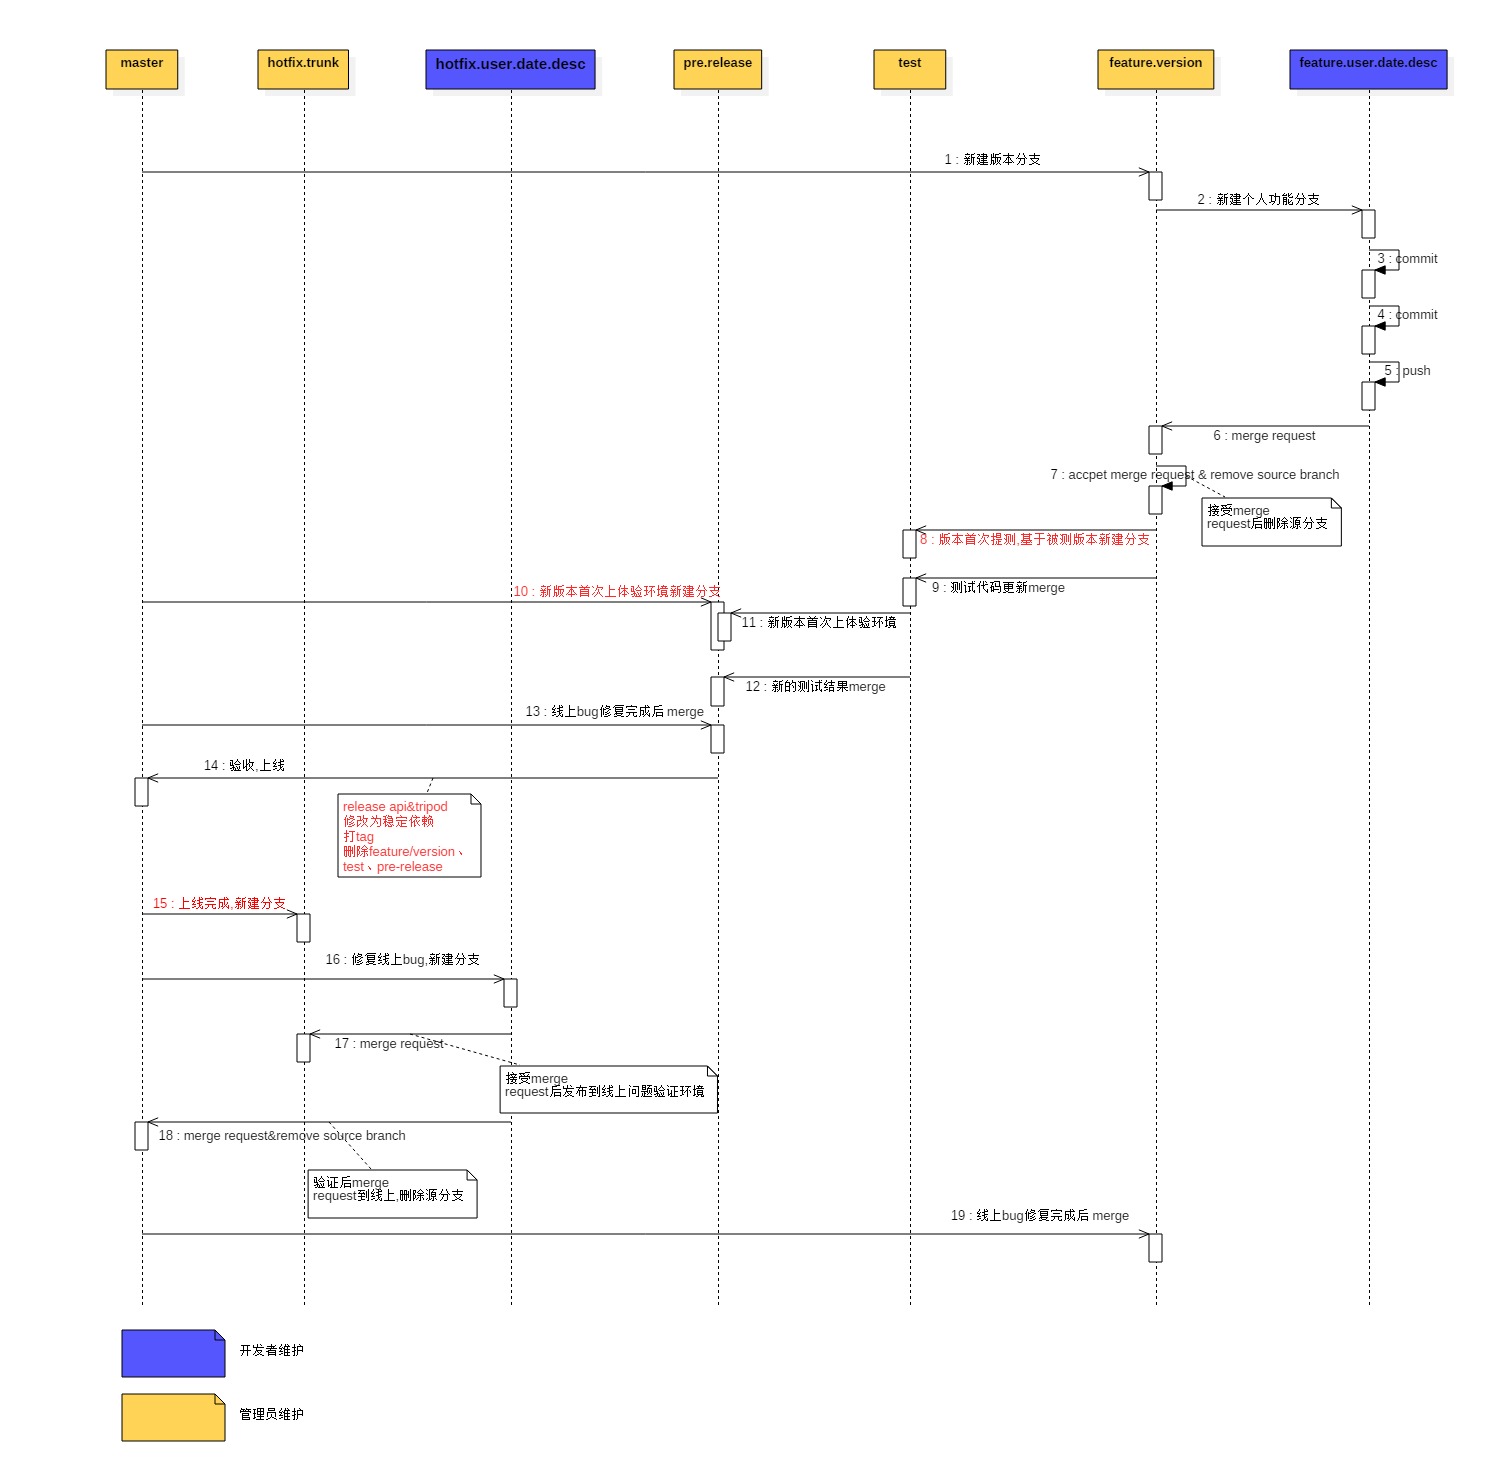 master
hotfix.trunk
hotfix.user.date.desc
pre.release
test
feature.version
feature.user.date.desc
1 : 新建版本分支
2 : 新建个人功能分支
3 : commit
4 : commit
5 : push
6 : merge request
7 : accpet merge request & remove source branch
接受merge
request后删除源分支
8 : 版本首次提测,基于被测版本新建分支
9 : 测试代码更新merge
10 : 新版本首次上体验环境新建分支
11 : 新版本首次上体验环境
12 : 新的测试结果merge
13 : 线上bug修复完成后 merge
14 : 验收,上线
release api&tripod
修改为稳定依赖
打tag
删除feature/version、
test、pre-release
15 : 上线完成,新建分支
16 : 修复线上bug,新建分支
17 : merge request
接受merge
request后发布到线上问题验证环境
18 : merge request&remove source branch
验证后merge
request到线上,删除源分支
19 : 线上bug修复完成后 merge
开发者维护
管理员维护